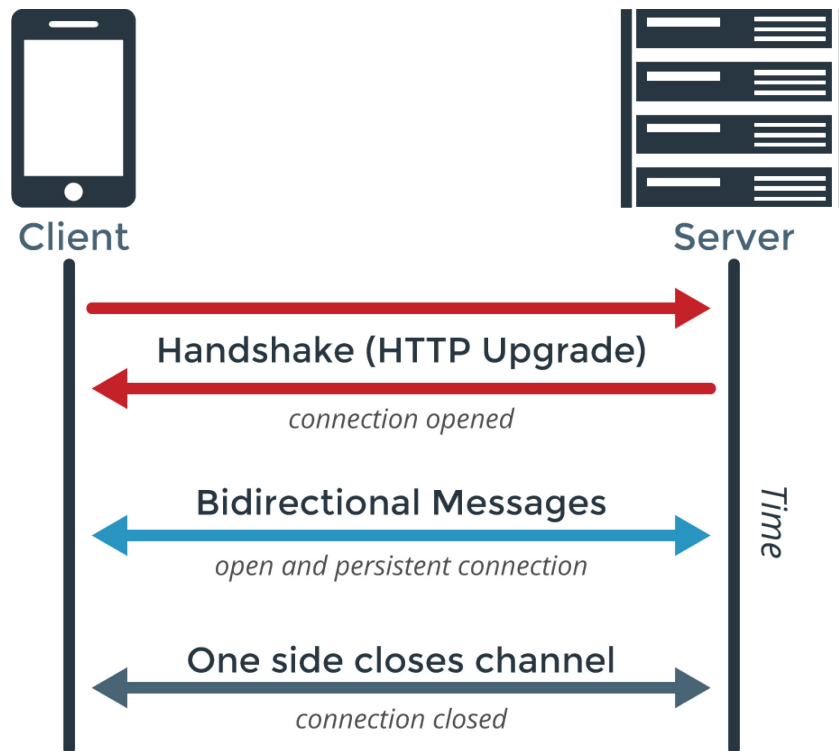 Client
Server
Handshake (HTTP Upgrade)
connection opened
Bidirectional Messages
open and persistent connection
Time
One side closes channel
connection closed